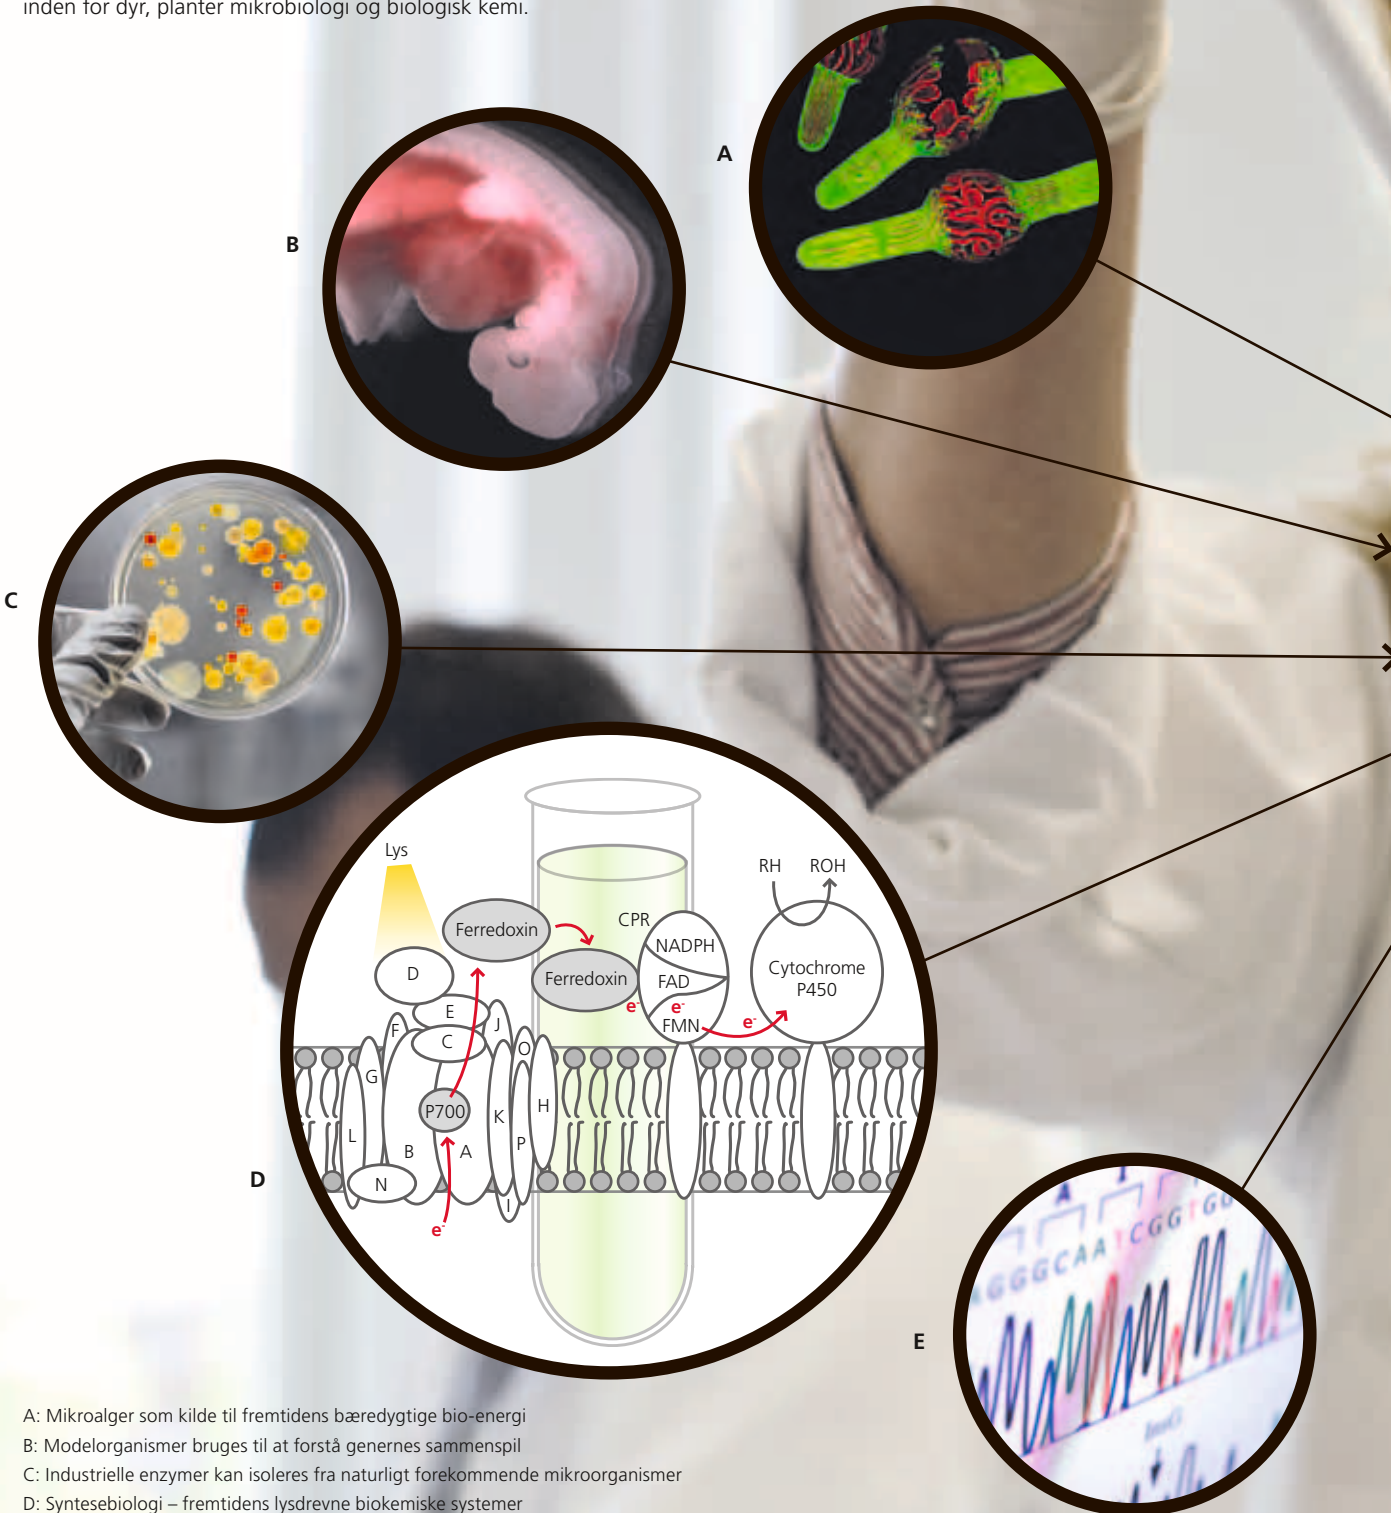 inden for dyr, planter mikrobiologi og biologisk kemi.
A
B
C
Lys
RH ROH
CPR
Ferredoxin
NADPH
Cytochrome
P450
D
Ferredoxin
FAD
E
e-
e-
e-
FMN
F
J
C
O
G
P700
K
H
L
B
A
P
N
I
e-
D
A
GGGCAATCGGTGG
E
A: Mikroalger som kilde til fremtidens bæredygtige bio-energi
B: Modelorganismer bruges til at forstå genernes sammenspil
C: Industrielle enzymer kan isoleres fra naturligt forekommende mikroorganismer
D: Syntesebiologi – fremtidens lysdrevne biokemiske systemer